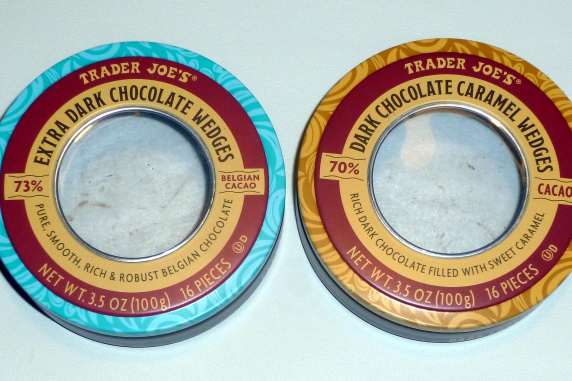 TRADER JOE'S®
EXTRA DARK CHOCOLATE WEDGES
73%
BELGIAN
CACAO
PURE, SMOOTH, RICH & ROBUST BELGIAN CHOCOLATE
UD
NET WT. 3.5 OZ (100g) 16 PIECES
TRADER JOE'S®
DARK CHOCOLATE CARAMEL WEDGES
70%
CACAO
RICH DARK CHOCOLATE FILLED WITH SWEET CARAMEL
UD
NET WT. 3.5 OZ (100g) 16 PIECES